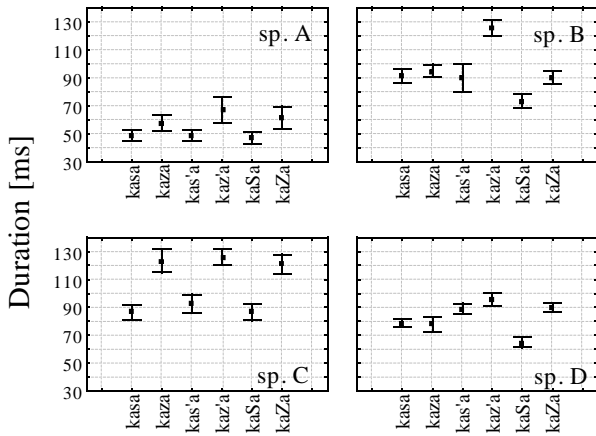 130
110
90
70
50
30
sp. A
sp. B
kasa
kaza
kas'a
kaz'a
kaSa
kaZa
kasa
kaza
kas'a
kaz'a
kaSa
kaZa
Duration [ms]
130
110
90
70
50
30
sp. C
sp. D
kasa
kaza
kas'a
kaz'a
kaSa
kaZa
kasa
kaza
kas'a
kaz'a
kaSa
kaZa